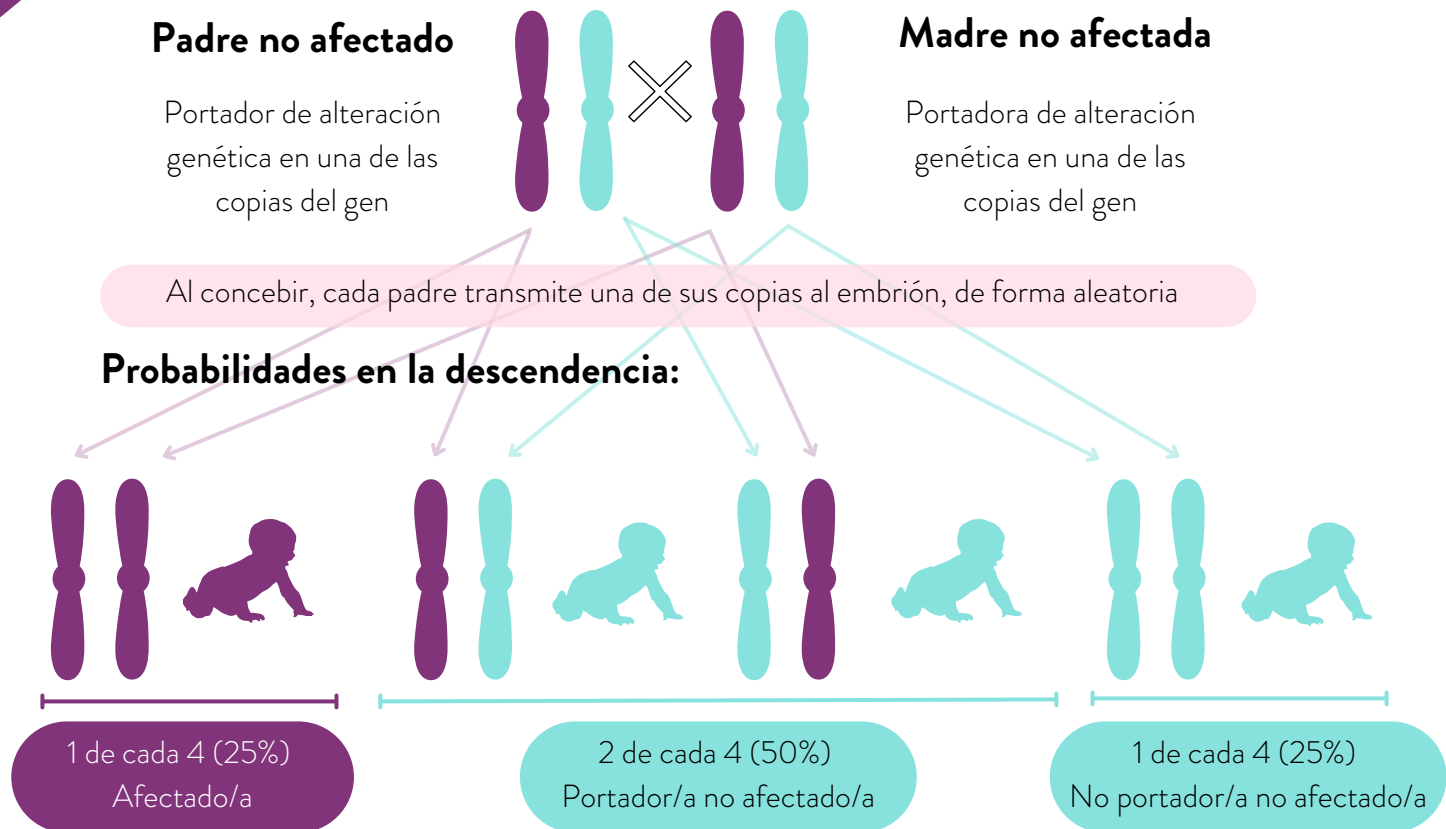 Padre no afectado
Portador de alteración
genética en una de las
copias del gen
Madre no afectada
Portadora de alteración
genética en una de las
copias del gen
Al concebir, cada padre transmite una de sus copias al embrión, de forma aleatoria
Probabilidades en la descendencia:
1 de cada 4 (25%)
Afectado/a
2 de cada 4 (50%)
Portador/a no afectado/a
1 de cada 4 (25%)
No portador/a no afectado/a